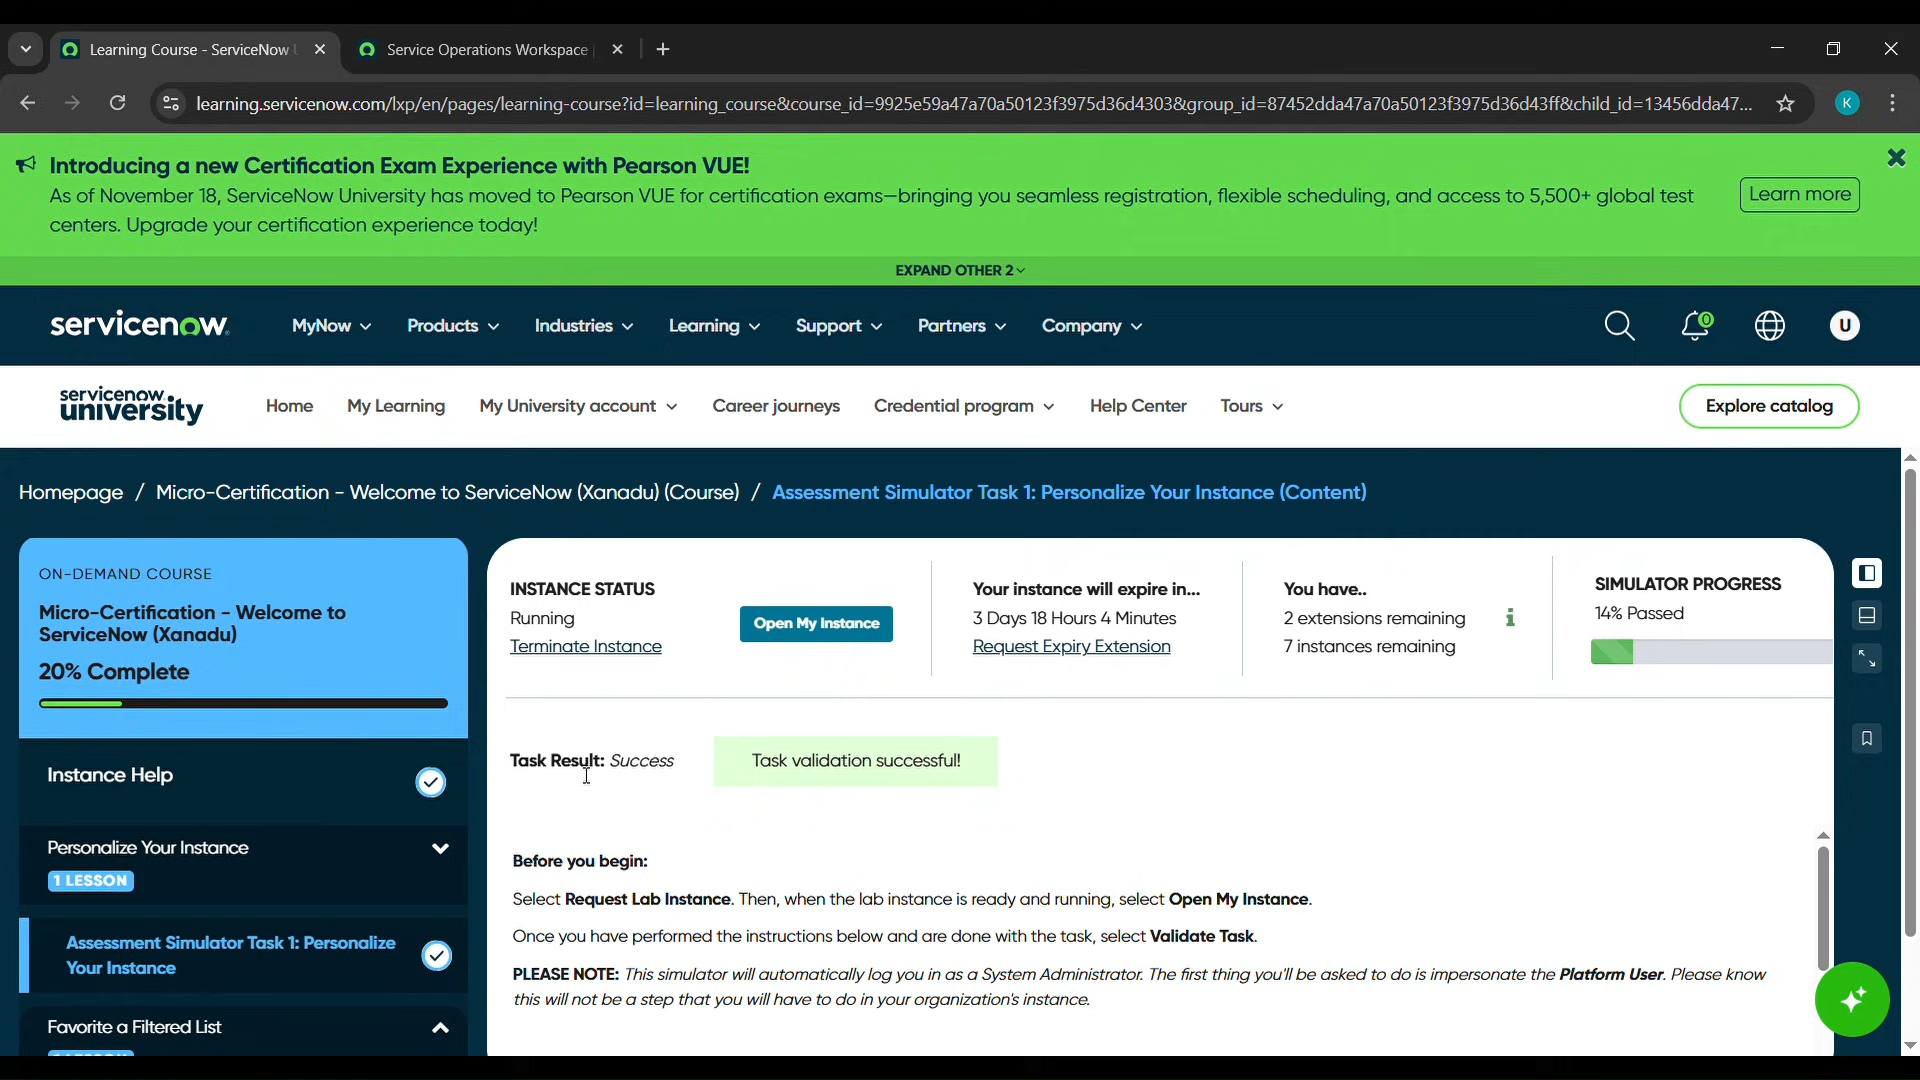 Learning Course - ServiceNow
Service Operations Workspace
learning.servicenow.com/lxp/en/pages/learning-course?id=learning_course&course_id=9925e59a47a70a50123f3975d36d4303&group_id=87452dda47a70a50123f3975d36d43ff&child_id=13456dda47...
K
Introducing a new Certification Exam Experience with Pearson VUE!
As of November 18, ServiceNow University has moved to Pearson VUE for certification exams—bringing you seamless registration, flexible scheduling, and access to 5,500+ global test
centers. Upgrade your certification experience today!
Learn more
EXPAND OTHER 2
servicenow
MyNow Products Industries Learning Support Partners Company
0
U
servicenow
university
Home My Learning My University account Career journeys Credential program Help Center Tours
Explore catalog
Homepage / Micro-Certification - Welcome to ServiceNow (Xanadu) (Course) / Assessment Simulator Task 1: Personalize Your Instance (Content)
ON-DEMAND COURSE
Micro-Certification - Welcome to
ServiceNow (Xanadu)
20% Complete
Instance Help
Personalize Your Instance
1 LESSON
Assessment Simulator Task 1: Personalize
Your Instance
Favorite a Filtered List
INSTANCE STATUS
Running
Terminate Instance
Open My Instance
Your instance will expire in...
3 Days 18 Hours 4 Minutes
Request Expiry Extension
You have..
2 extensions remaining
7 instances remaining
SIMULATOR PROGRESS
14% Passed
Task Result: Success
Task validation successful!
Before you begin:
Select Request Lab Instance. Then, when the lab instance is ready and running, select Open My Instance.
Once you have performed the instructions below and are done with the task, select Validate Task.
PLEASE NOTE: This simulator will automatically log you in as a System Administrator. The first thing you'll be asked to do is impersonate the Platform User. Please know
this will not be a step that you will have to do in your organization's instance.